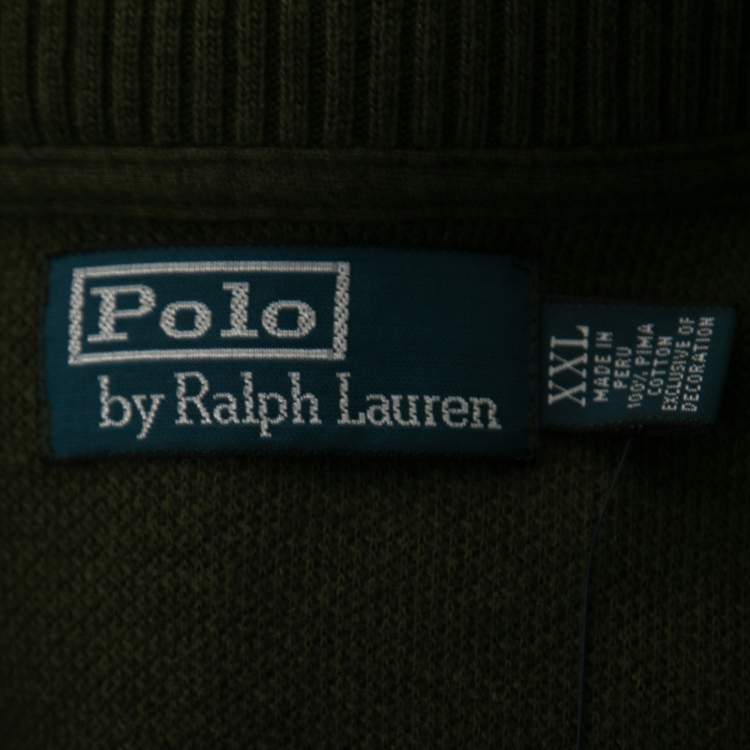 Polo
by Ralph Lauren
XXL
MADE IN
PERU
100% PIMA
COTTON
EXCLUSIVE OF
DECORATION